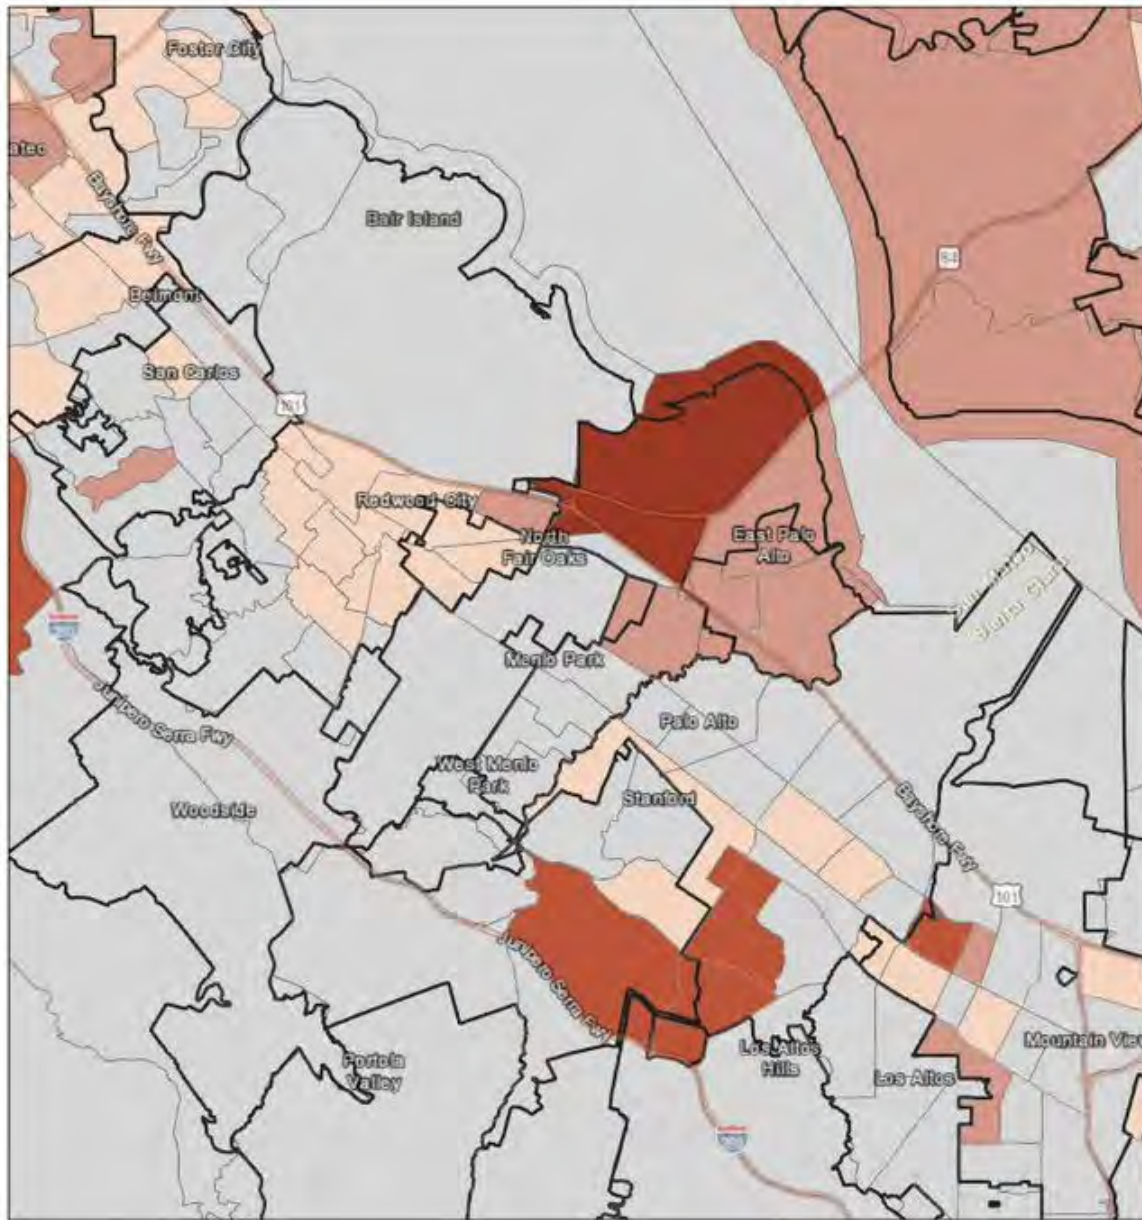 Foster City
ateo
Bayshore Fwy
Bair Island
84
Belmont
San Carlos
101
Redwood City
North
Fair Oaks
East Palo
Alto
Santa Clara
Menlo Park
Junipero Serra Fwy
Palo Alto
West Menlo
Park
Stanford
Woodside
Bayshore Fwy
101
Junipero Serra Fwy
Portola
Valley
Los Altos
Hills
Los Altos
Mountain View